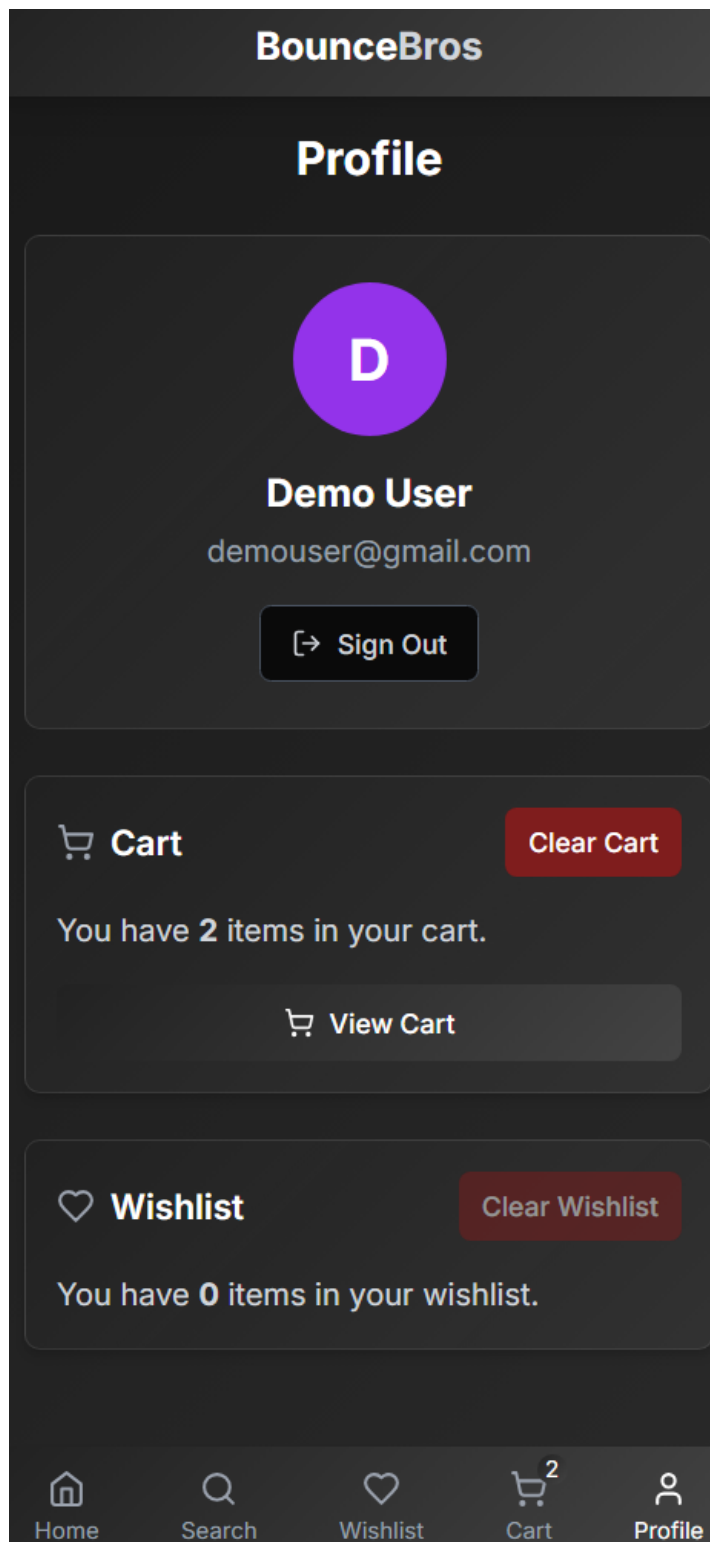 BounceBros
Profile
D
Demo User
demouser@gmail.com
Sign Out
Cart
Clear Cart
You have 2 items in your cart.
View Cart
Wishlist
Clear Wishlist
You have 0 items in your wishlist.
2
Home Search Wishlist Cart Profile